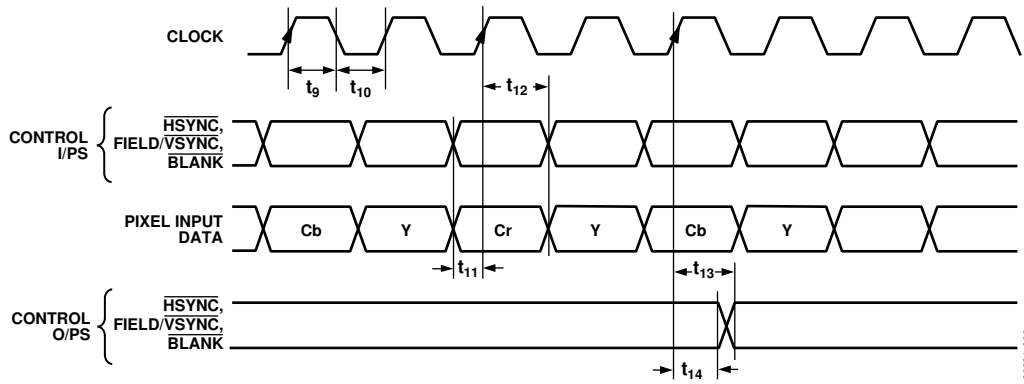 CLOCK
t9
t10
t12
CONTROL
I/PS
HSYNC,
FIELD/VSYNC,
BLANK
PIXEL INPUT
DATA
Cb
Y
Cr
Y
Cb
Y
t11
t13
CONTROL
O/PS
HSYNC,
FIELD/VSYNC,
BLANK
t14